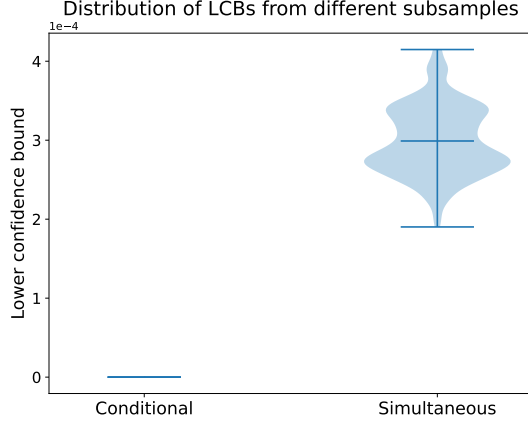 Distribution of LCBs from different subsamples
1e−4
4
3
2
1
0
Lower confidence bound
Conditional
Simultaneous